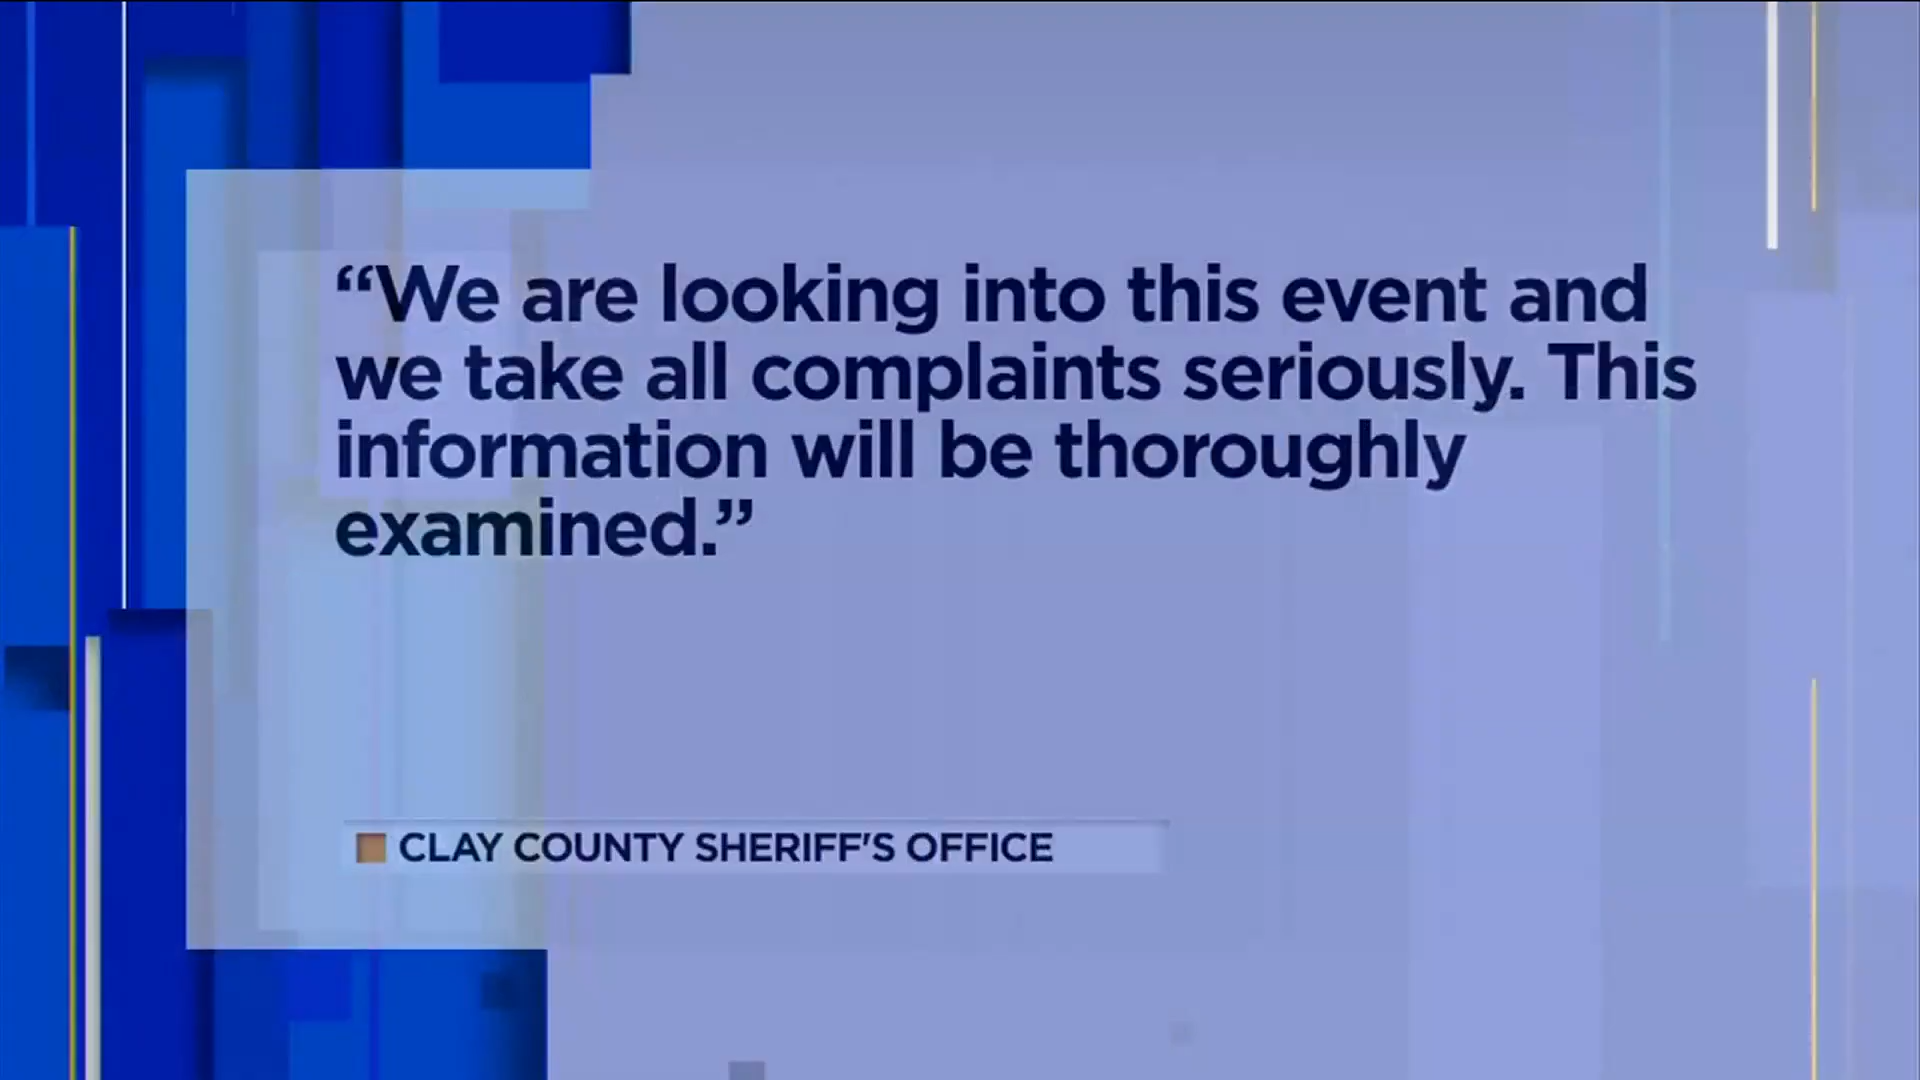 “We are looking into this event and
we take all complaints seriously. This
information will be thoroughly
examined.”
CLAY COUNTY SHERIFF'S OFFICE